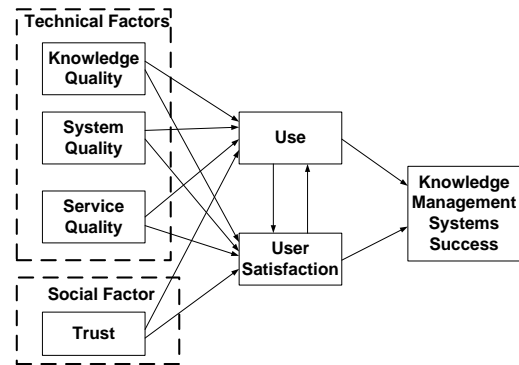 Technical Factors
Knowledge
Quality
System
Quality
Service
Quality
Social Factor
Trust
Use
User
Satisfaction
Knowledge
Management
Systems
Success